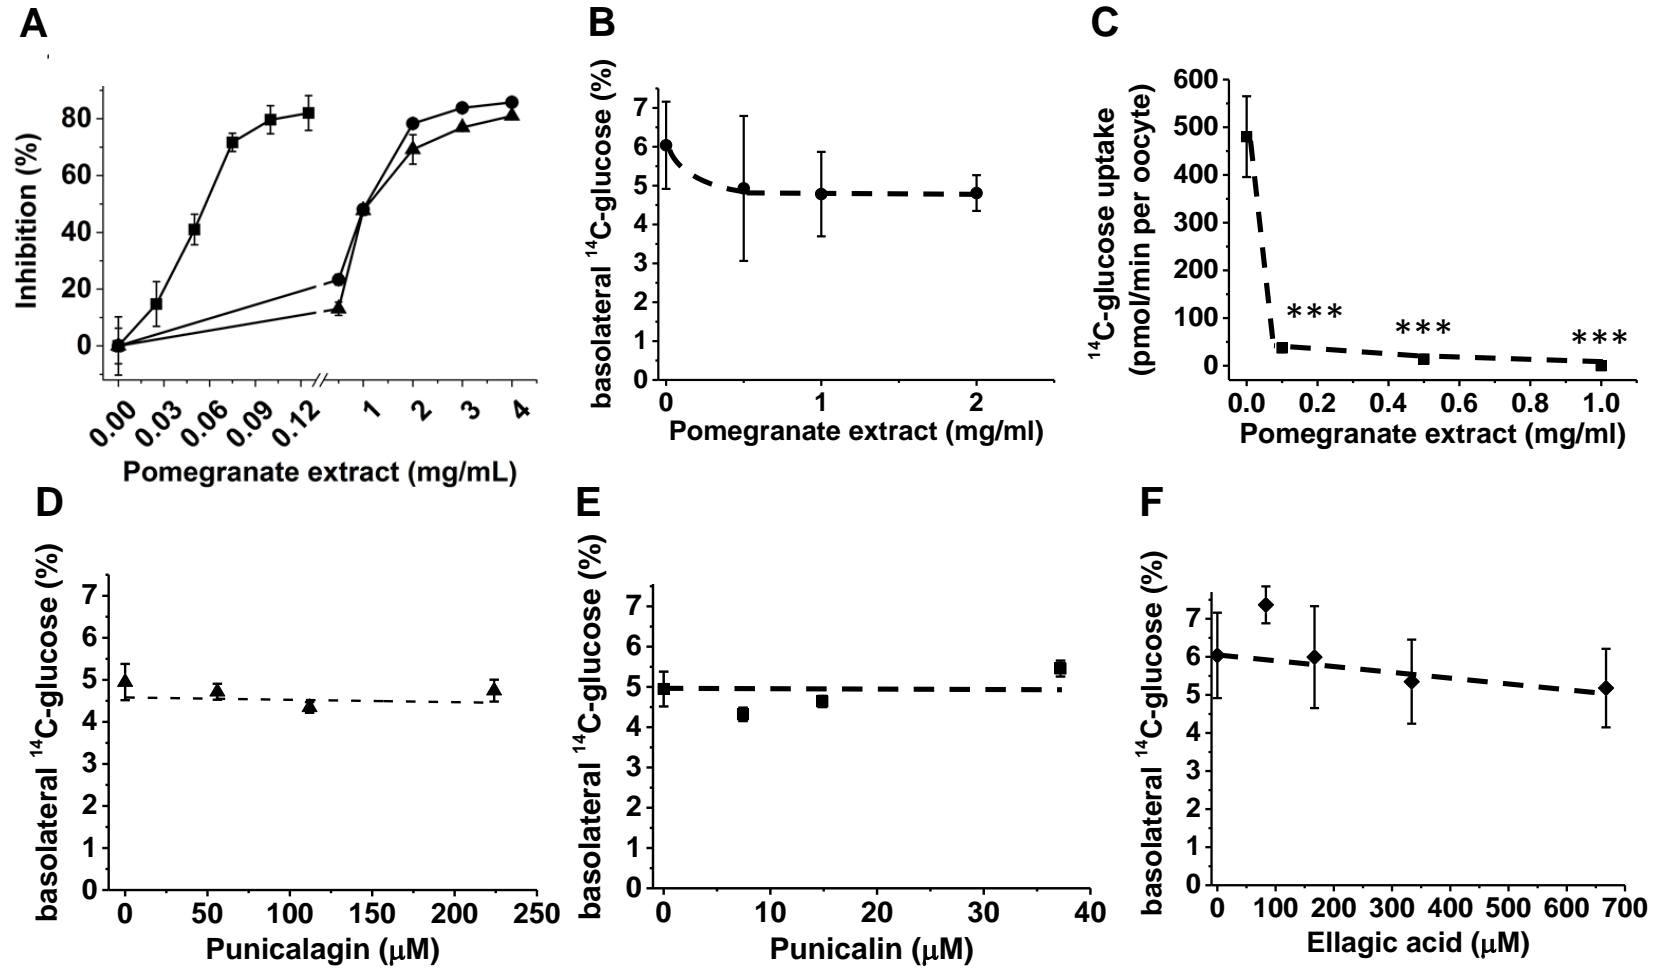 A
Inhibition (%)
80
60
40
20
0
0.00 0.03 0.06 0.09 0.12 1 2 3 4
Pomegranate extract (mg/mL)
B
basolateral ¹⁴C-glucose (%)
7
6
5
4
3
2
1
0
0 1 2
Pomegranate extract (mg/ml)
C
¹⁴C-glucose uptake
(pmol/min per oocyte)
600
500
400
300
200
100
0
*** *** ***
0.0 0.2 0.4 0.6 0.8 1.0
Pomegranate extract (mg/ml)
D
basolateral ¹⁴C-glucose (%)
7
6
5
4
3
2
1
0
0 50 100 150 200 250
Punicalagin (μM)
E
basolateral ¹⁴C-glucose (%)
7
6
5
4
3
2
1
0
0 10 20 30 40
Punicalin (μM)
F
basolateral ¹⁴C-glucose (%)
7
6
5
4
3
2
1
0
0 100 200 300 400 500 600 700
Ellagic acid (μM)